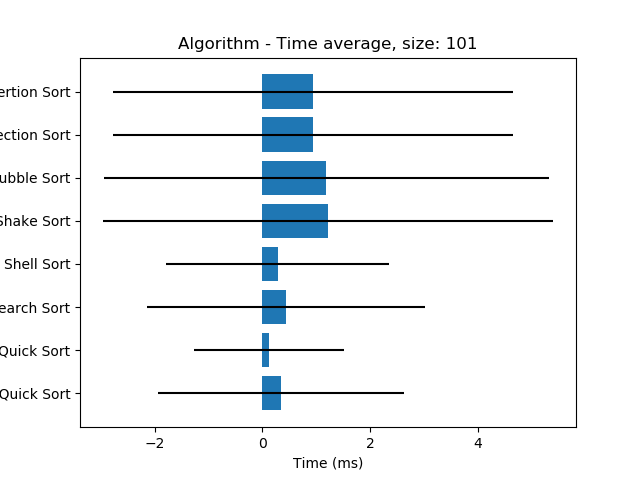 Algorithm - Time average, size: 101
ertion Sort
ection Sort
ubble Sort
Shake Sort
Shell Sort
earch Sort
Quick Sort
Quick Sort
−2 0 2 4
Time (ms)